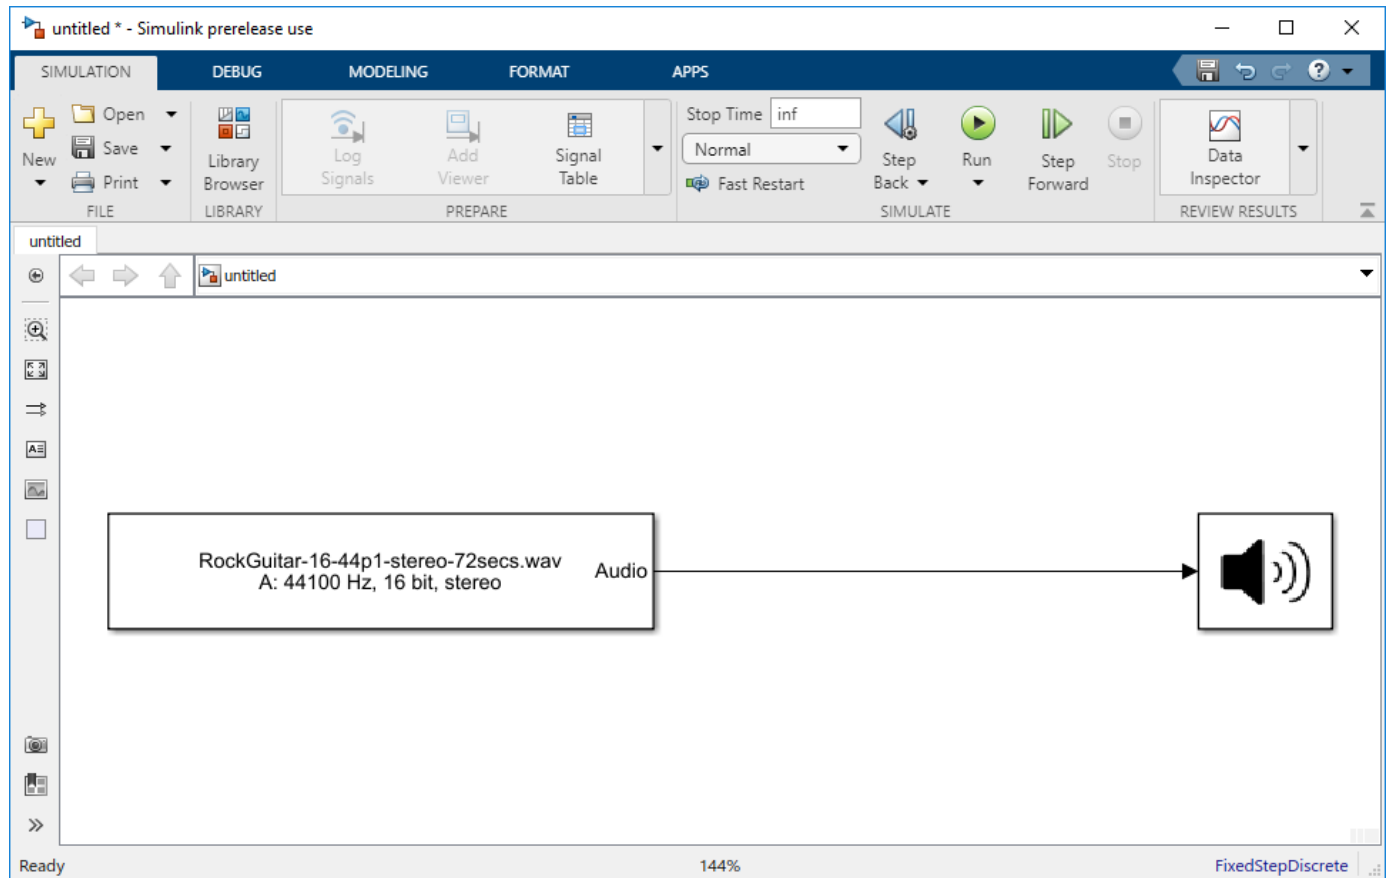 untitled * - Simulink prerelease use
SIMULATION DEBUG MODELING FORMAT APPS
New
Open
Save
Print
FILE
Library
Browser
LIBRARY
Log
Signals
Add
Viewer
Signal
Table
PREPARE
Stop Time inf
Normal
Fast Restart
Step
Back
Run
Step
Forward
Stop
SIMULATE
Data
Inspector
REVIEW RESULTS
untitled
untitled
RockGuitar-16-44p1-stereo-72secs.wav
A: 44100 Hz, 16 bit, stereo
Audio
Ready 144% FixedStepDiscrete